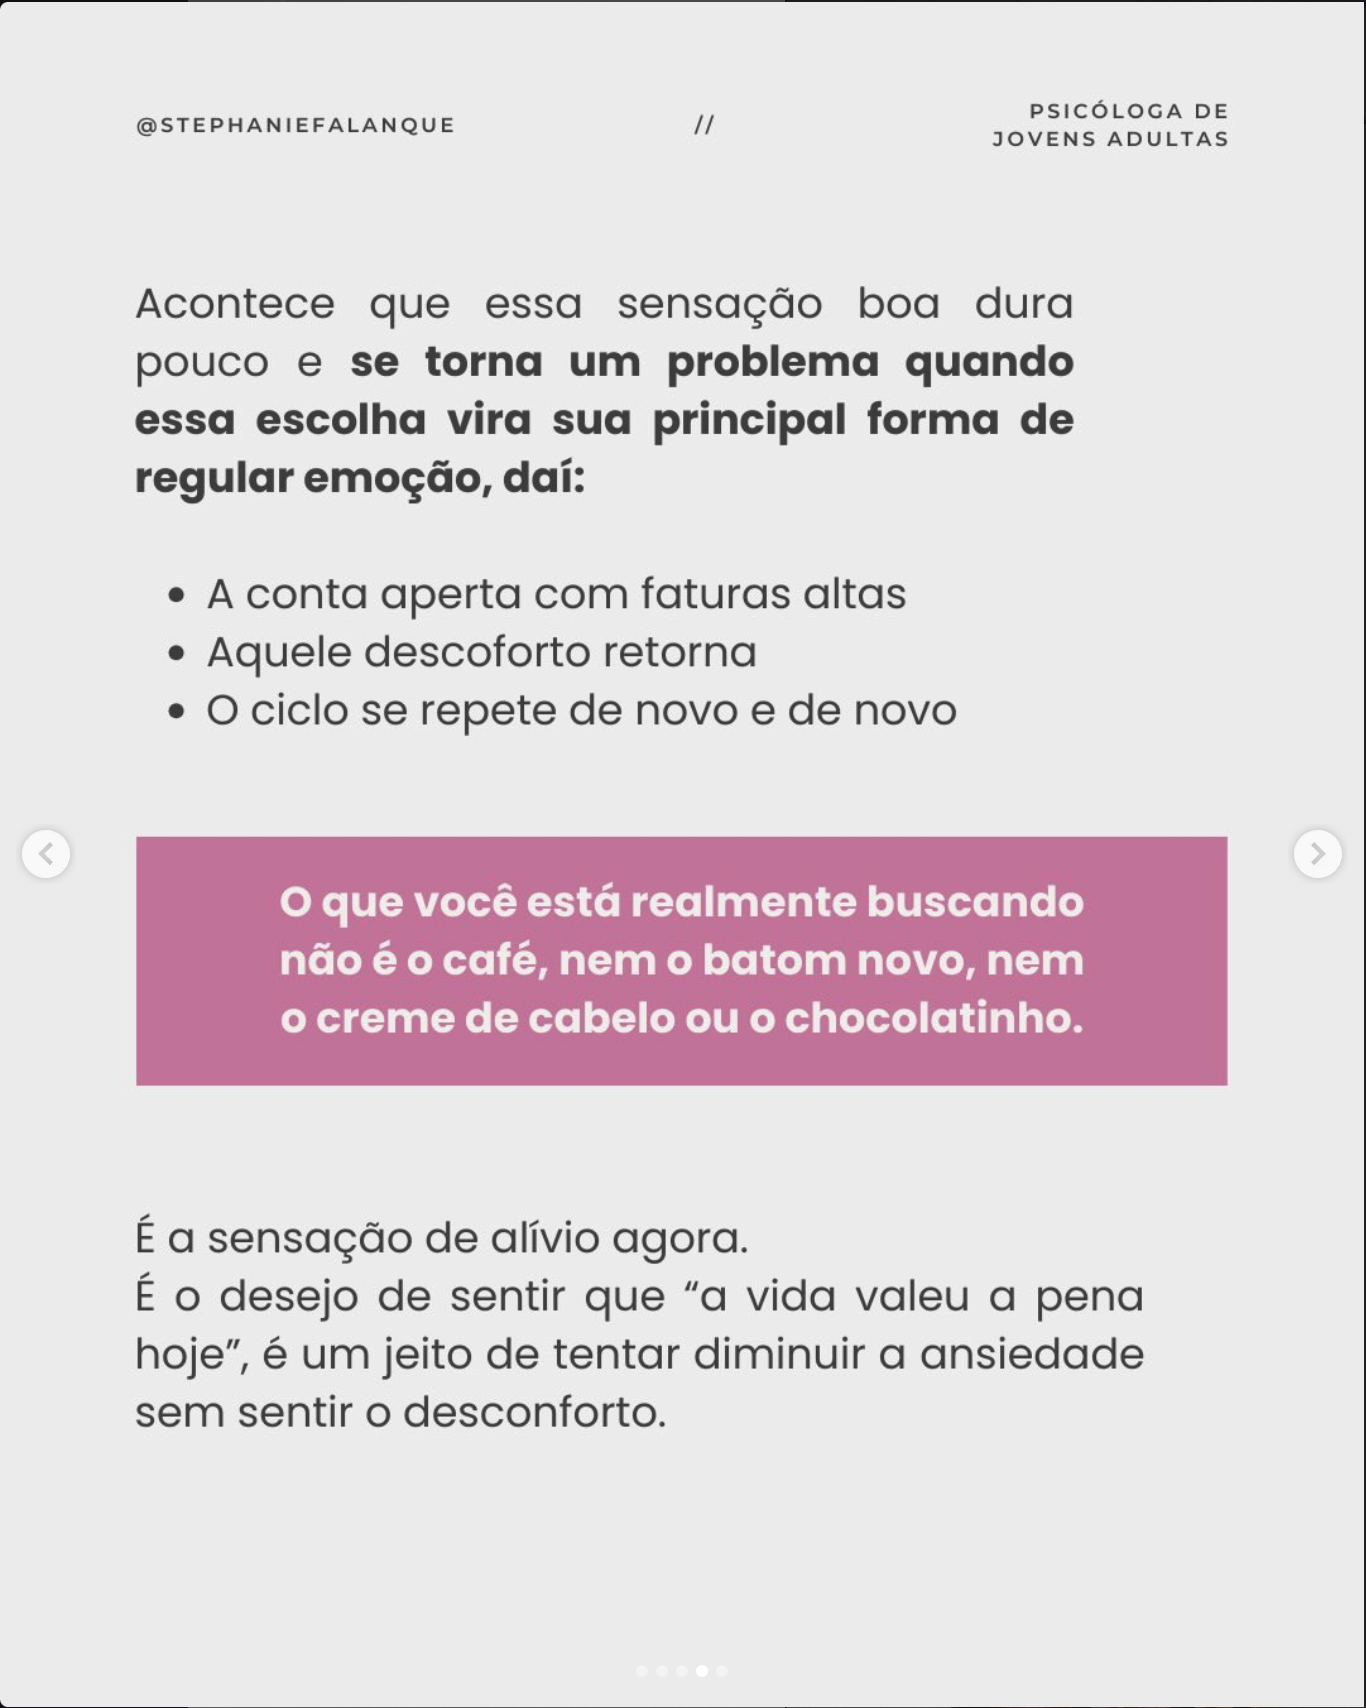 @STEPHANIEFALANQUE
//
PSICÓLOGA DE
JOVENS ADULTAS
Acontece que essa sensação boa dura
pouco e se torna um problema quando
essa escolha vira sua principal forma de
regular emoção, daí:
• A conta aperta com faturas altas
• Aquele descoforto retorna
• O ciclo se repete de novo e de novo
O que você está realmente buscando
não é o café, nem o batom novo, nem
o creme de cabelo ou o chocolatinho.
É a sensação de alívio agora.
É o desejo de sentir que “a vida valeu a pena
hoje”, é um jeito de tentar diminuir a ansiedade
sem sentir o desconforto.